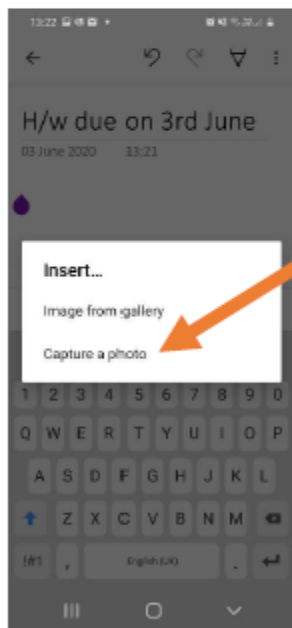 13:22
H/w due on 3rd June
03 June 2020 13:21
Insert...
Image from gallery
Capture a photo
1 2 3 4 5 6 7 8 9 0
Q W E R T Y U I O P
A S D F G H J K L
Z X C V B N M
!#1 , English (UK) .